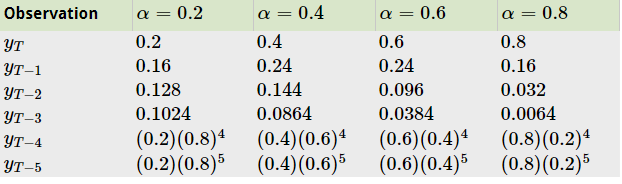 Observation α = 0.2 α = 0.4 α = 0.6 α = 0.8
y_T 0.2 0.4 0.6 0.8
y_{T−1} 0.16 0.24 0.24 0.16
y_{T−2} 0.128 0.144 0.096 0.032
y_{T−3} 0.1024 0.0864 0.0384 0.0064
y_{T−4} (0.2)(0.8)⁴ (0.4)(0.6)⁴ (0.6)(0.4)⁴ (0.8)(0.2)⁴
y_{T−5} (0.2)(0.8)⁵ (0.4)(0.6)⁵ (0.6)(0.4)⁵ (0.8)(0.2)⁵